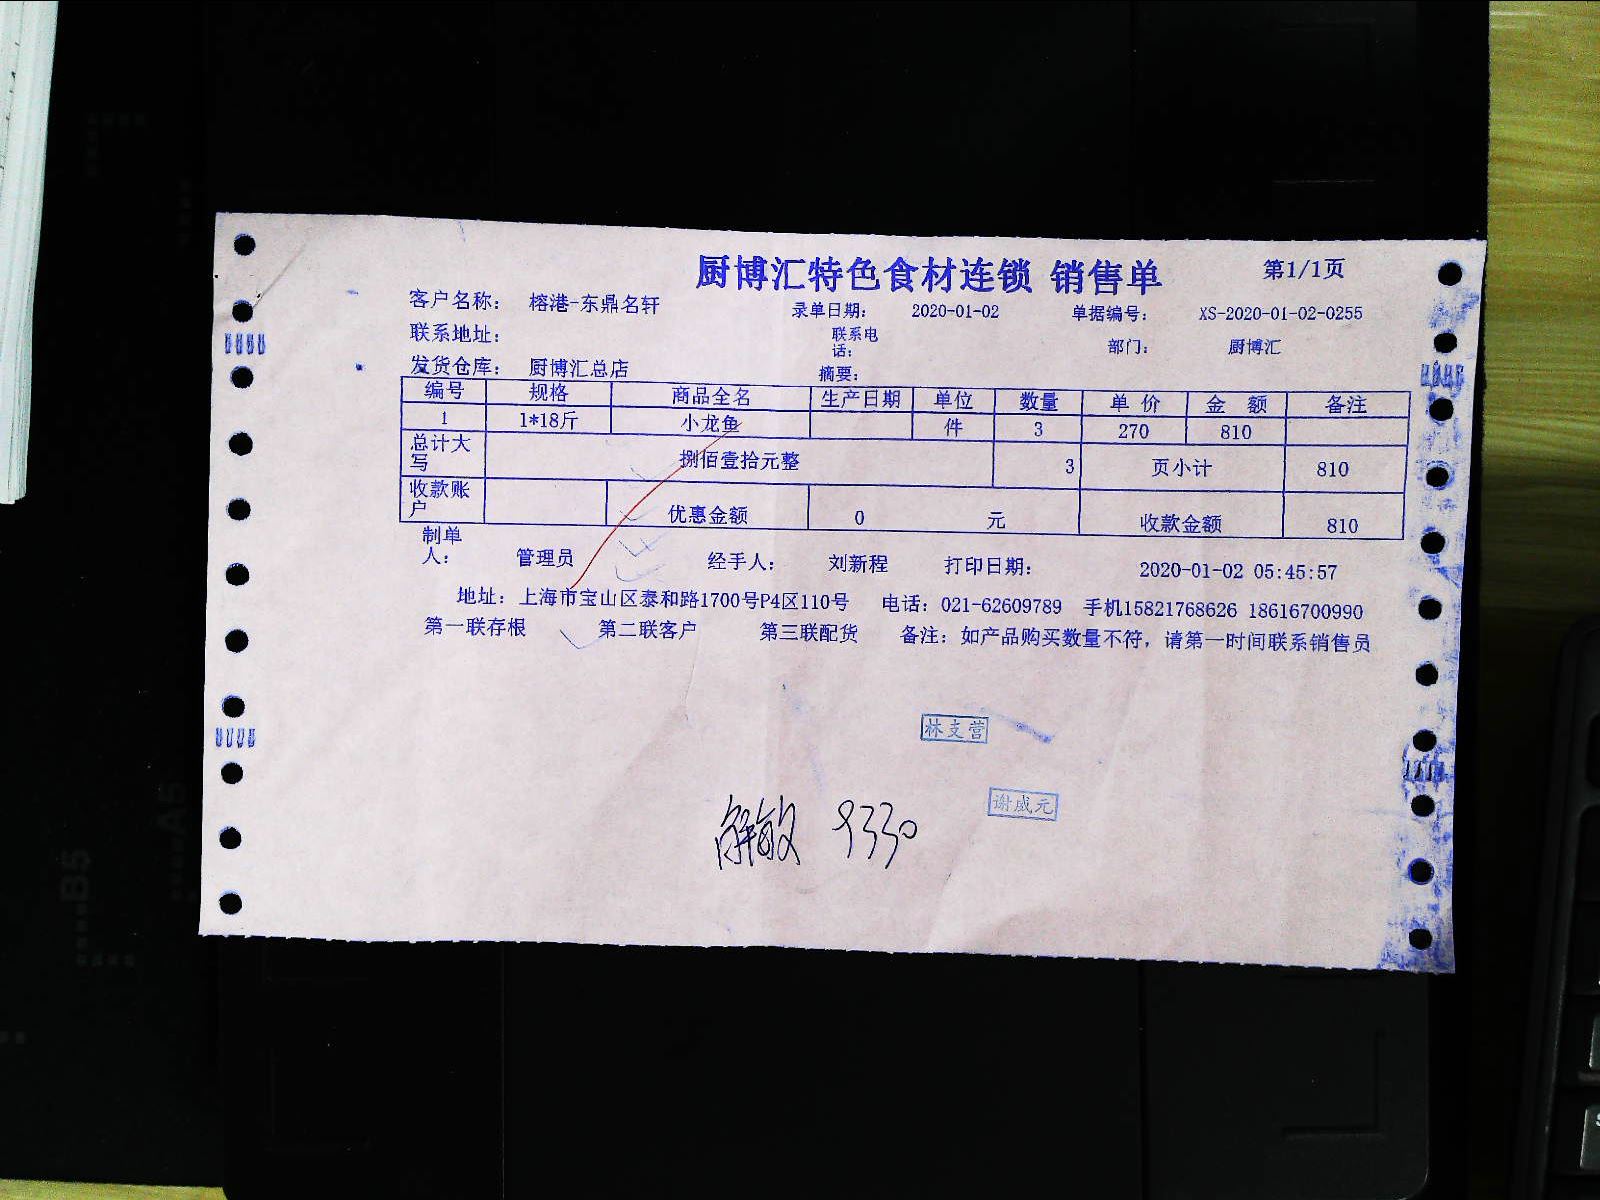 厨博汇特色食材连锁 销售单 第1/1页
客户名称： 榕港-东鼎名轩 录单日期： 2020-01-02 单据编号： XS-2020-01-02-0255
联系地址： 联系电话： 部门： 厨博汇
发货仓库： 厨博汇总店 摘要：
编号 规格 商品全名 生产日期 单位 数量 单 价 金 额 备注
1 1*18斤 小龙鱼 件 3 270 810
总计大写 捌佰壹拾元整 3 页小计 810
收款账户 优惠金额 0 元 收款金额 810
制单人： 管理员 经手人： 刘新程 打印日期： 2020-01-02 05:45:57
地址：上海市宝山区泰和路1700号P4区110号 电话：021-62609789 手机15821768626 18616700990
第一联存根 第二联客户 第三联配货 备注：如产品购买数量不符，请第一时间联系销售员
林支营
谢成元
解敏 9330
B5
A5